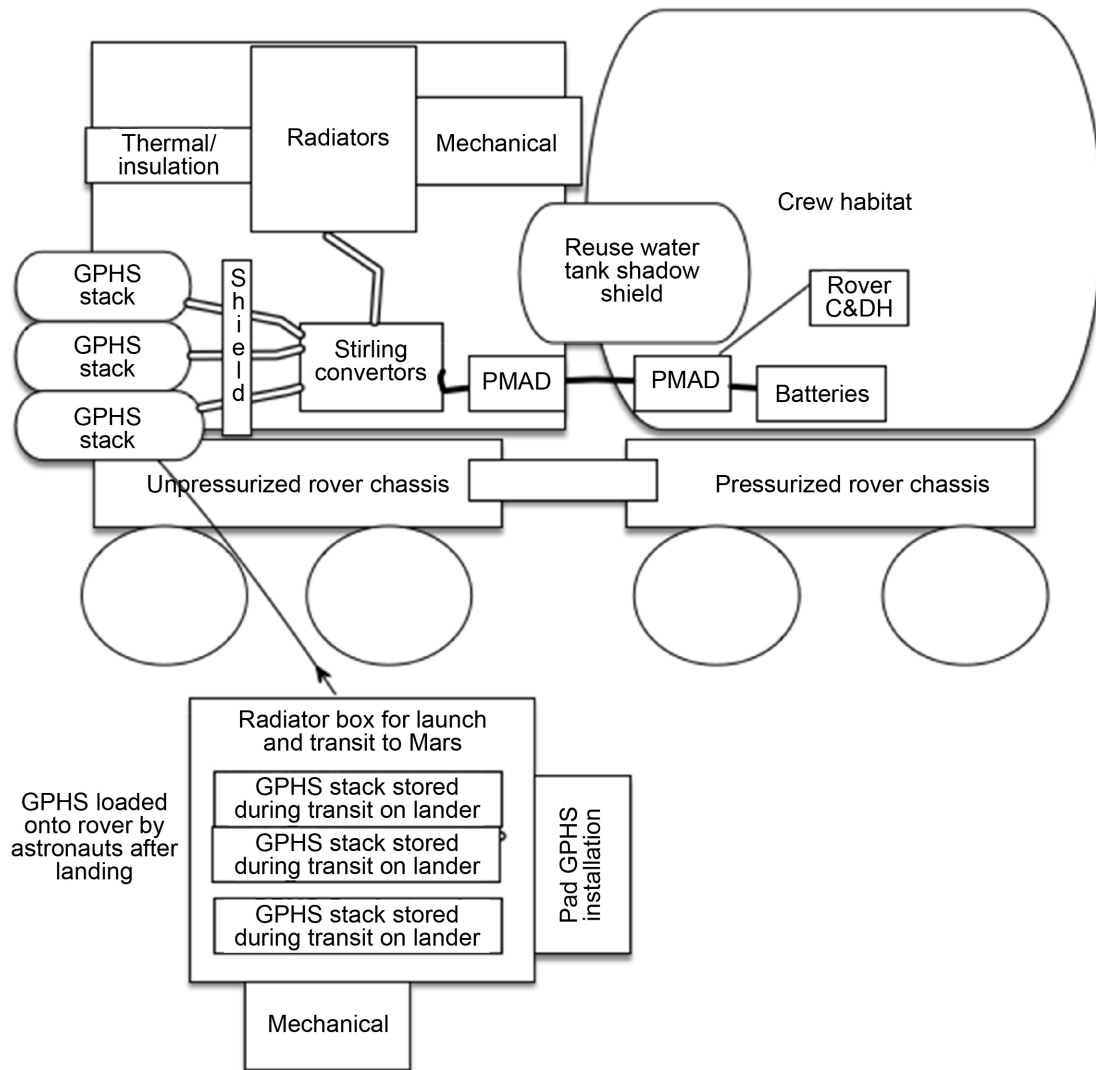 Thermal/
insulation
Radiators
Mechanical
Crew habitat
Reuse water
tank shadow
shield
Rover
C&DH
GPHS
stack
GPHS
stack
GPHS
stack
Shield
Stirling
convertors
PMAD
PMAD
Batteries
Unpressurized rover chassis
Pressurized rover chassis
Radiator box for launch
and transit to Mars
GPHS stack stored
during transit on lander
GPHS stack stored
during transit on lander
GPHS stack stored
during transit on lander
GPHS loaded
onto rover by
astronauts after
landing
Pad GPHS
installation
Mechanical